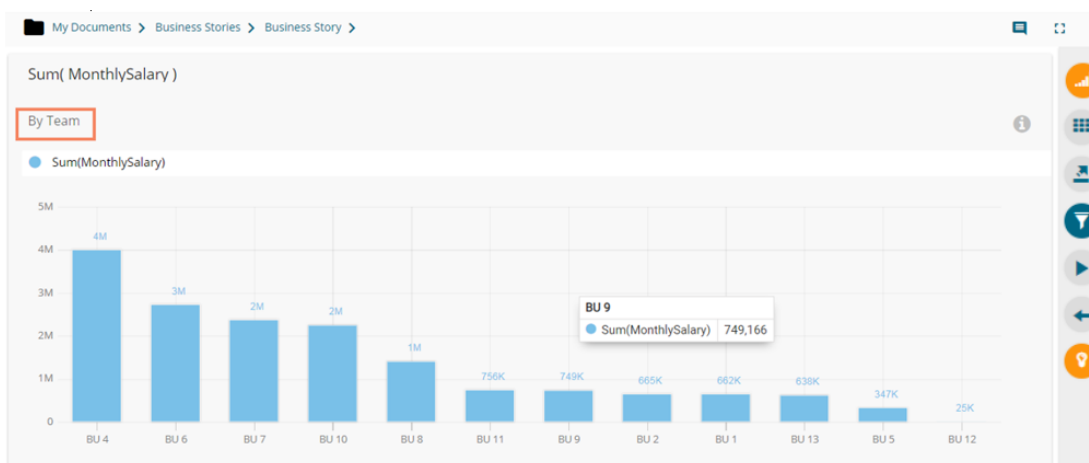 My Documents > Business Stories > Business Story >
Sum( MonthlySalary )
By Team
Sum(MonthlySalary)
5M
4M
3M
2M
1M
0
4M
3M
2M
2M
1M
756K
749K
665K
662K
638K
347K
25K
BU 9
Sum(MonthlySalary) 749,166
BU 4 BU 6 BU 7 BU 10 BU 8 BU 11 BU 9 BU 2 BU 1 BU 13 BU 5 BU 12